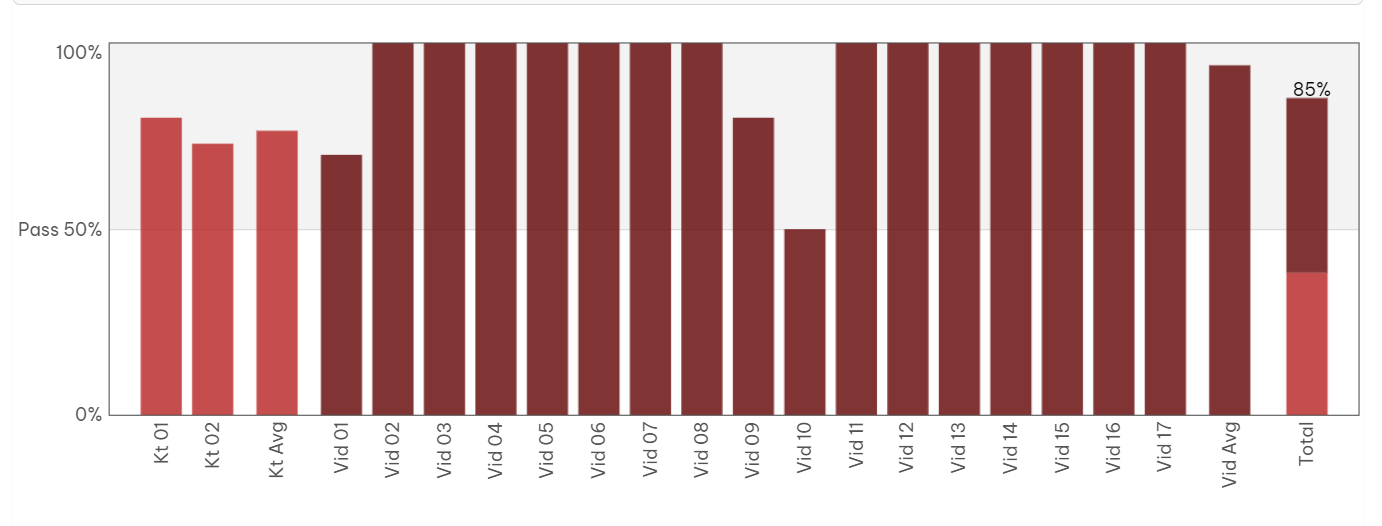 100%
85%
Pass 50%
0%
Kt 01
Kt 02
Kt Avg
Vid 01
Vid 02
Vid 03
Vid 04
Vid 05
Vid 06
Vid 07
Vid 08
Vid 09
Vid 10
Vid 11
Vid 12
Vid 13
Vid 14
Vid 15
Vid 16
Vid 17
Vid Avg
Total